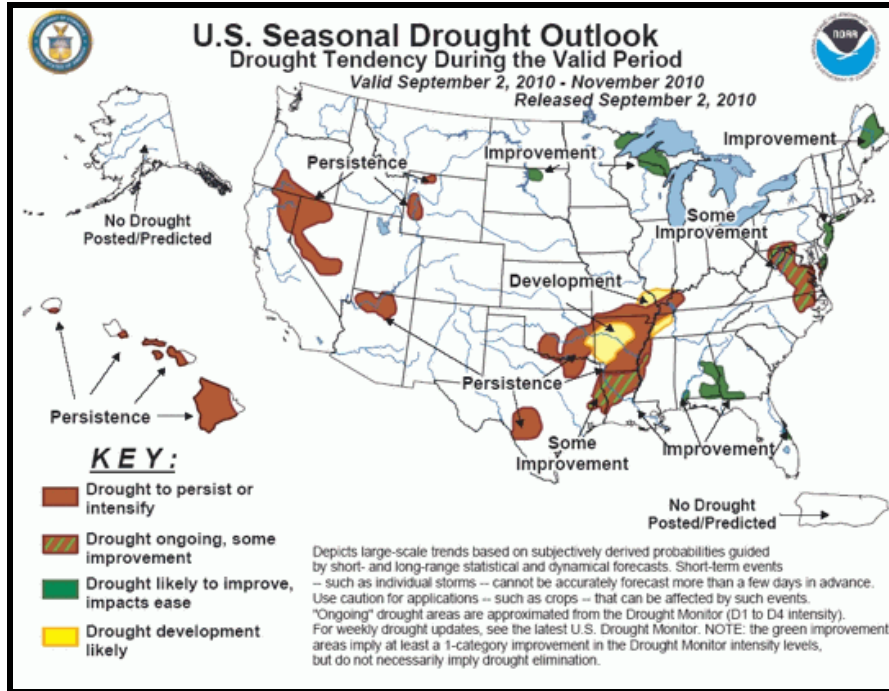 U.S. Seasonal Drought Outlook
Drought Tendency During the Valid Period
Valid September 2, 2010 - November 2010
Released September 2, 2010
NOAA
Persistence
Improvement
Improvement
No Drought
Posted/Predicted
Some
Improvement
Development
Persistence
Persistence
Some
Improvement
Improvement
No Drought
Posted/Predicted
KEY:
Drought to persist or
intensify
Drought ongoing, some
improvement
Drought likely to improve,
impacts ease
Drought development
likely
Depicts large-scale trends based on subjectively derived probabilities guided
by short- and long-range statistical and dynamical forecasts. Short-term events
-- such as individual storms -- cannot be accurately forecast more than a few days in advance.
Use caution for applications -- such as crops -- that can be affected by such events.
"Ongoing" drought areas are approximated from the Drought Monitor (D1 to D4 intensity).
For weekly drought updates, see the latest U.S. Drought Monitor. NOTE: the green improvement
areas imply at least a 1-category improvement in the Drought Monitor intensity levels,
but do not necessarily imply drought elimination.